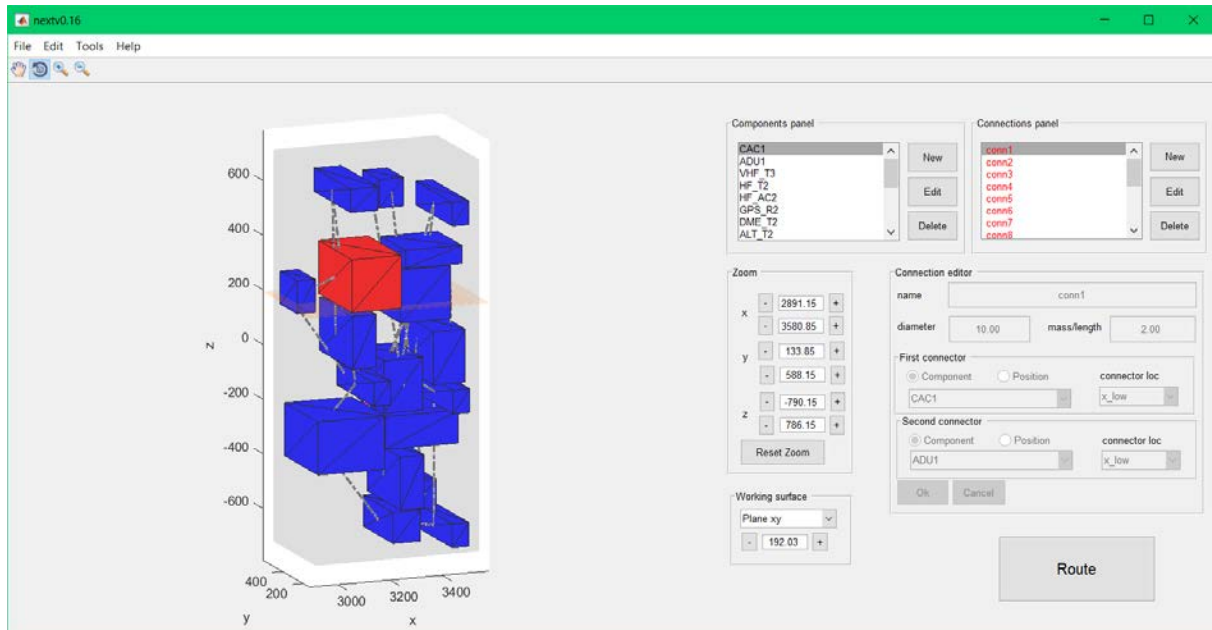 nextv0.16
File Edit Tools Help
Components panel
CAC1
ADU1
VHF_T3
HF_T2
HF_AC2
GPS_R2
DME_T2
ALT_T2
New
Edit
Delete
Connections panel
conn1
conn2
conn3
conn4
conn5
conn6
conn7
conn8
New
Edit
Delete
600
400
200
0
-200
-400
-600
z
400
200
y
3000
3200
3400
x
Zoom
x
- 2891.15 +
- 3580.85 +
y
- 133.85 +
- 588.15 +
z
- -790.15 +
- 786.15 +
Reset Zoom
Working surface
Plane xy
- 192.03 +
Connection editor
name conn1
diameter 10.00 mass/length 2.00
First connector
Component Position connector loc
CAC1 x_low
Second connector
Component Position connector loc
ADU1 x_low
Ok Cancel
Route